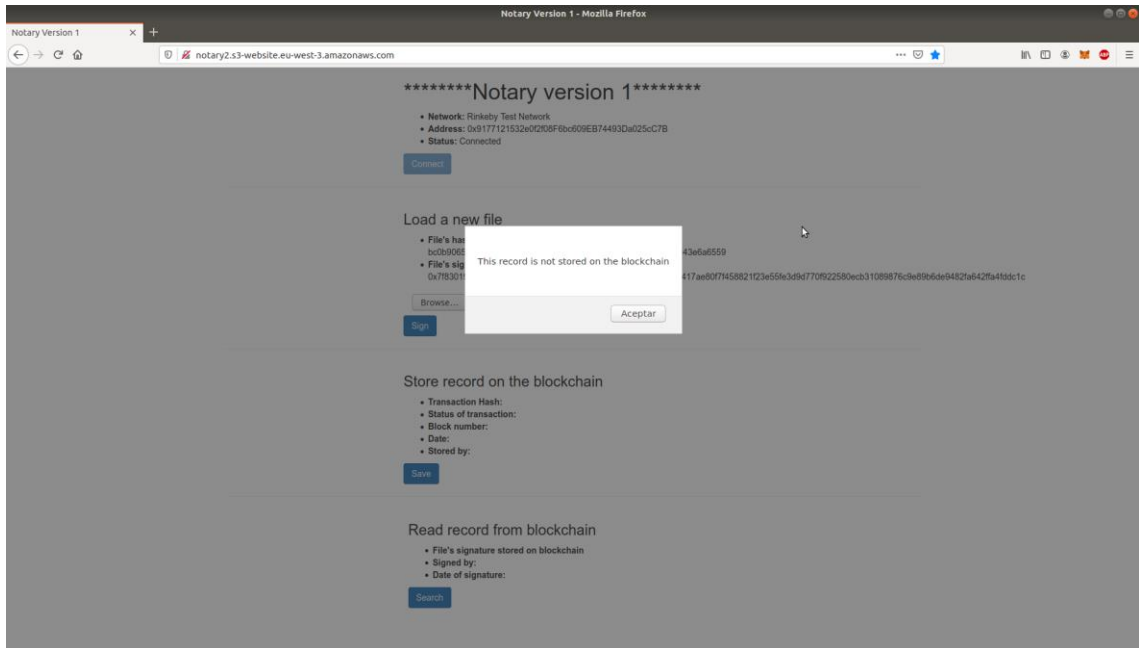 Notary Version 1 - Mozilla Firefox
Notary Version 1
notary2.s3-website.eu-west-3.amazonaws.com
********Notary version 1********
Network: Rinkeby Test Network
Address: 0x9177121532e0f2f08F6bc609EB74493Da025cC7B
Status: Connected
Connect
Load a new file
File's has
bc0b9065 43e6a6559
File's sig
This record is not stored on the blockchain
0x7f8301 417ae80f7f458821f23e55fe3d9d770f922580ecb31089876c9e89b6de9482fa642ffa4fddc1c
Browse...
Aceptar
Sign
Store record on the blockchain
Transaction Hash:
Status of transaction:
Block number:
Date:
Stored by:
Save
Read record from blockchain
File's signature stored on blockchain
Signed by:
Date of signature:
Search